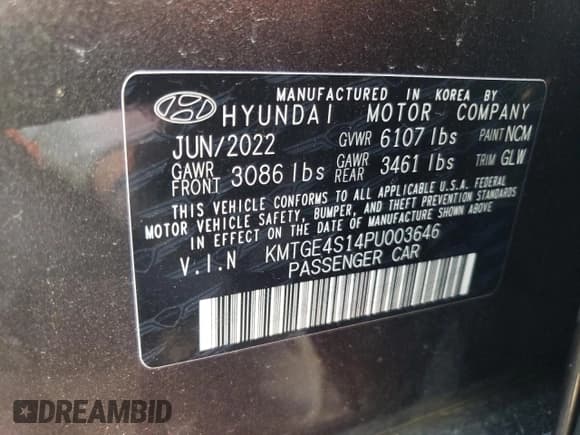 MANUFACTURED IN KOREA BY
HYUNDAI MOTOR COMPANY
JUN/2022 GVWR 6107 lbs PAINT NCM
GAWR FRONT 3086 lbs GAWR REAR 3461 lbs TRIM GLW
THIS VEHICLE CONFORMS TO ALL APPLICABLE U.S.A. FEDERAL
MOTOR VEHICLE SAFETY, BUMPER, AND THEFT PREVENTION STANDARDS
IN EFFECT ON THE DATE OF MANUFACTURE SHOWN ABOVE
V.I.N KMTGE4S14PU003646
PASSENGER CAR
DREAMBID